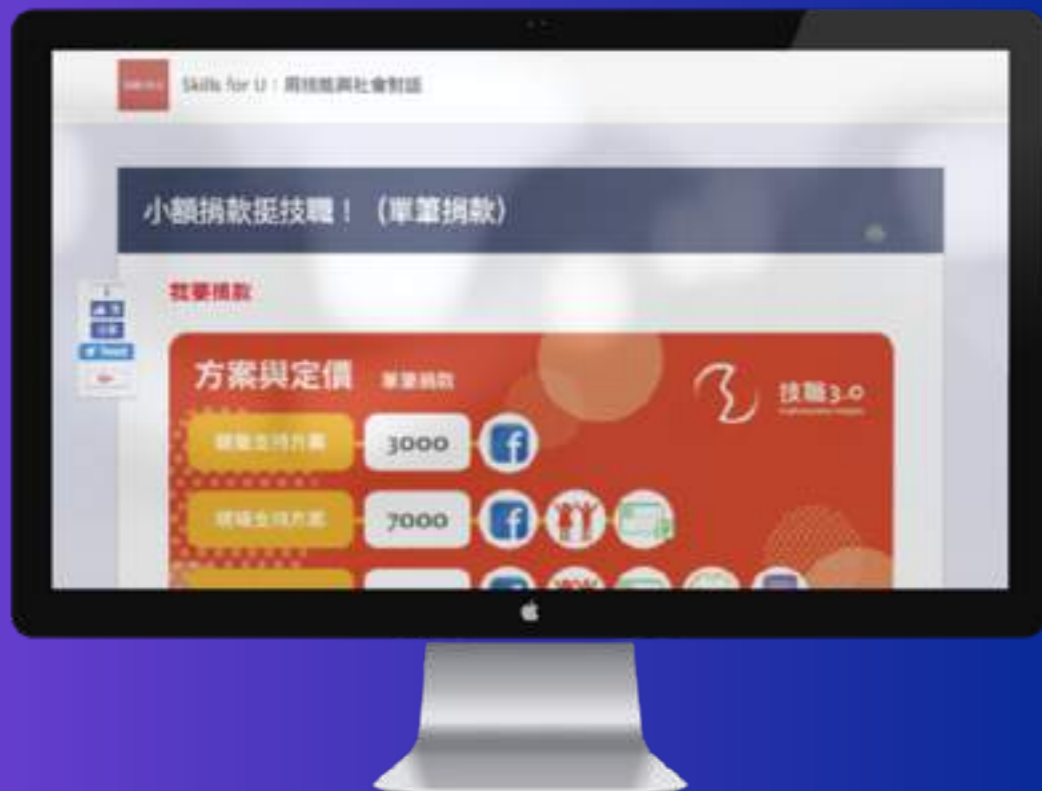 Skills for U：用技能與社會對話
小額捐款挺技職！（單筆捐款）
我要捐款
方案與定價 單筆捐款
技職3.0
3000
7000
Tweet